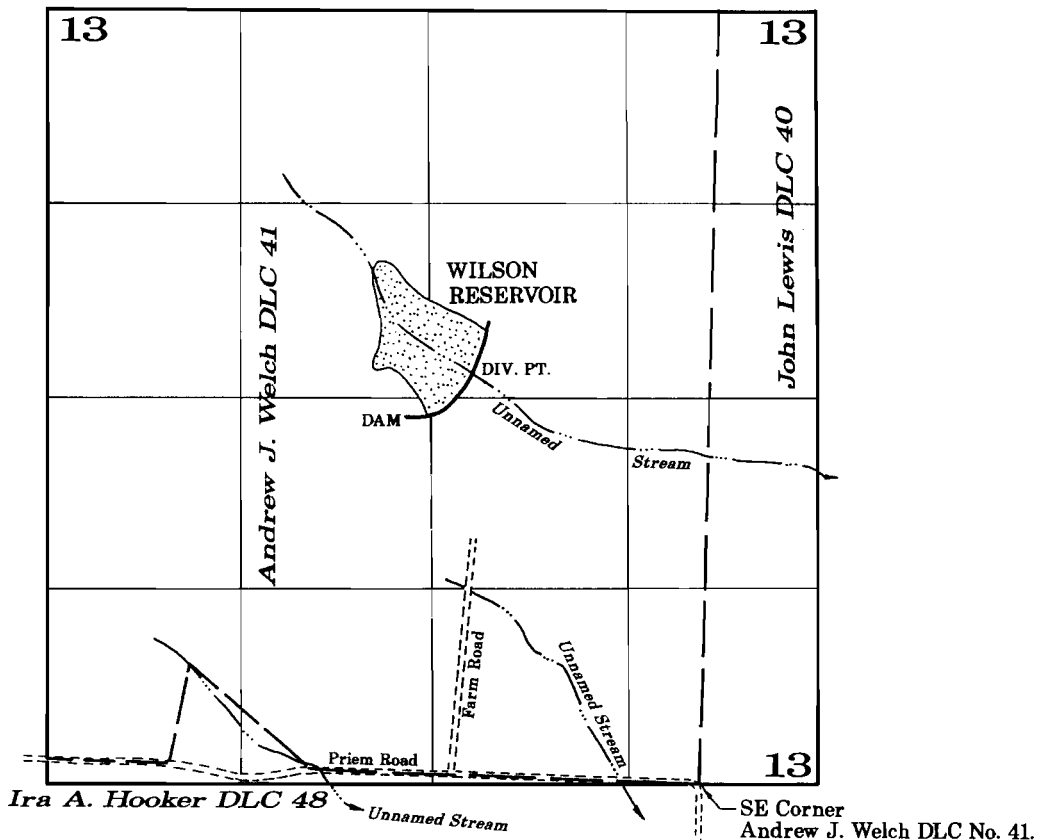 13
13
John Lewis DLC 40
Andrew J. Welch DLC 41
WILSON
RESERVOIR
DIV. PT.
DAM
Unnamed
Stream
Farm Road
Unnamed Stream
Priem Road
13
Ira A. Hooker DLC 48
Unnamed Stream
SE Corner
Andrew J. Welch DLC No. 41.